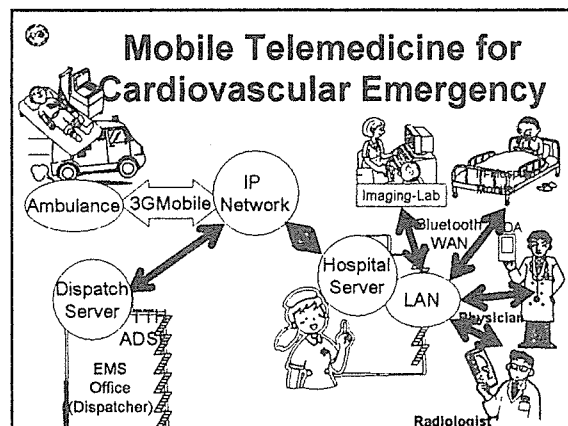 Mobile Telemedicine for
Cardiovascular Emergency
Ambulance
3GMobile
IP
Network
Imaging-Lab
Bluetooth
WAN
Hospital
Server
LAN
Physician
Dispatch
Server
ADSL
EMS
Office
(Dispatcher)
Radiologist